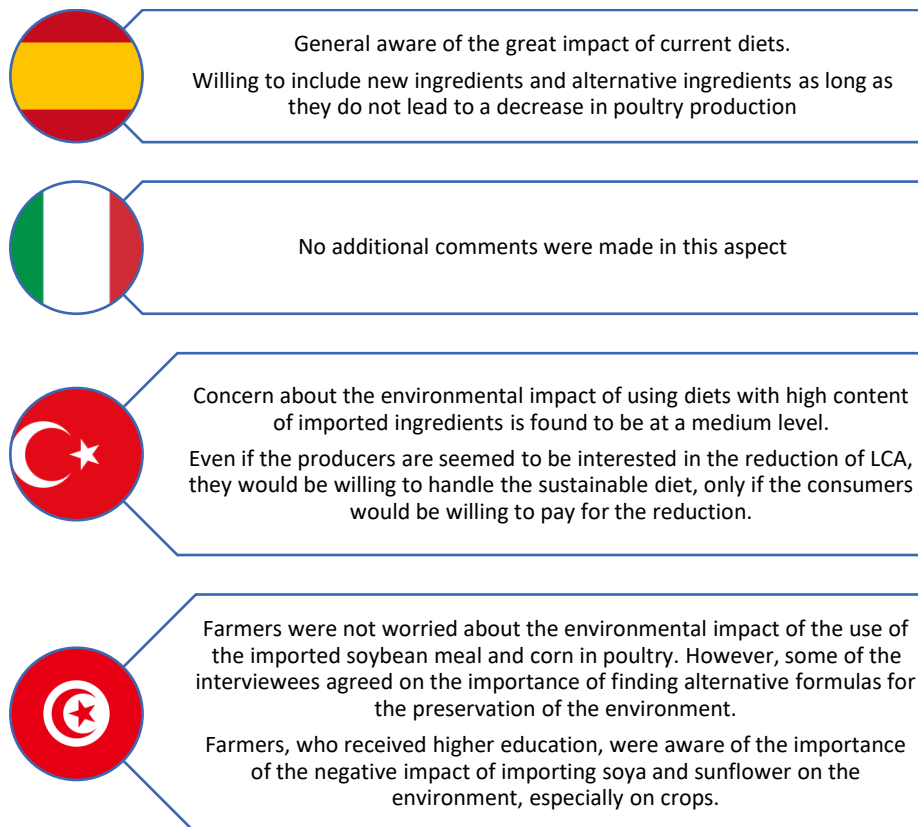 General aware of the great impact of current diets.
Willing to include new ingredients and alternative ingredients as long as
they do not lead to a decrease in poultry production
No additional comments were made in this aspect
Concern about the environmental impact of using diets with high content
of imported ingredients is found to be at a medium level.
Even if the producers are seemed to be interested in the reduction of LCA,
they would be willing to handle the sustainable diet, only if the consumers
would be willing to pay for the reduction.
Farmers were not worried about the environmental impact of the use of
the imported soybean meal and corn in poultry. However, some of the
interviewees agreed on the importance of finding alternative formulas for
the preservation of the environment.
Farmers, who received higher education, were aware of the importance
of the negative impact of importing soya and sunflower on the
environment, especially on crops.